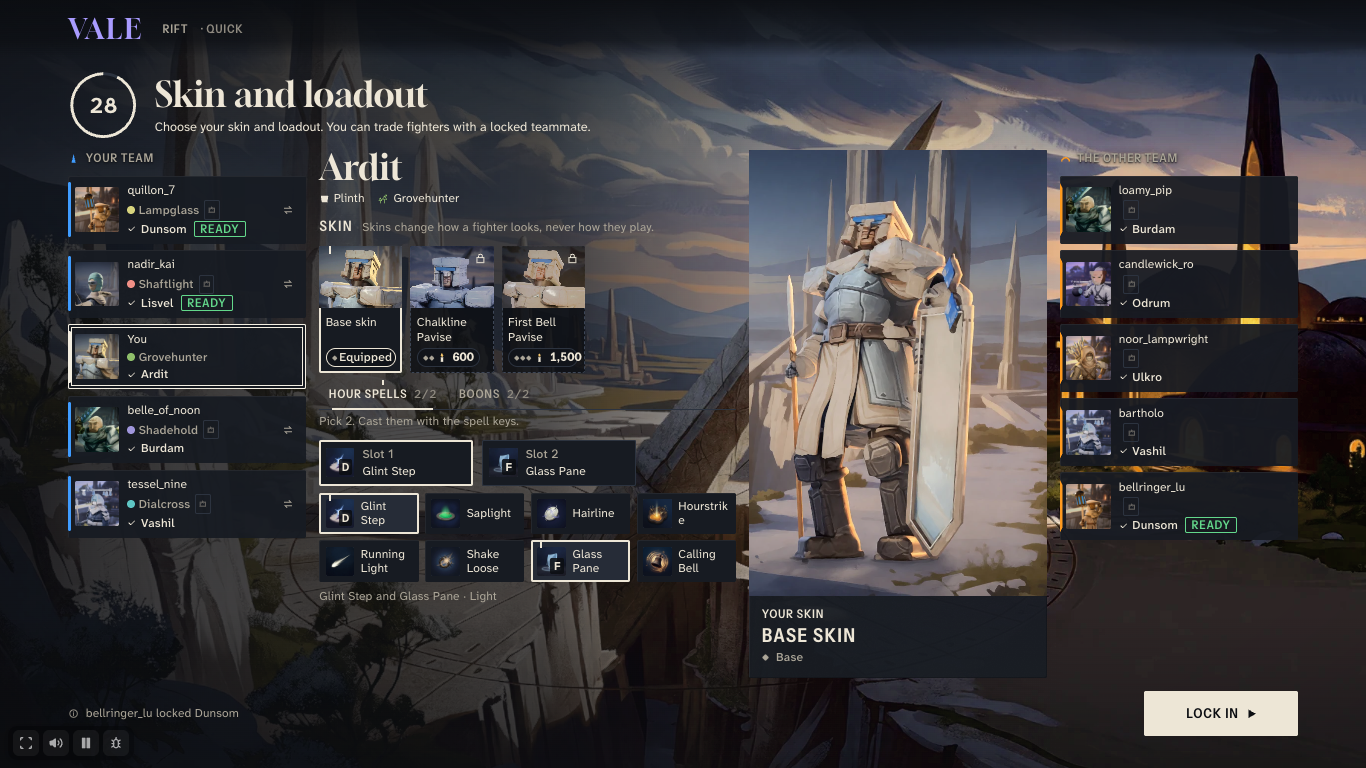 VALE RIFT · QUICK
28
Skin and loadout
Choose your skin and loadout. You can trade fighters with a locked teammate.
YOUR TEAM
quillon_7
Lampglass
Dunsom READY
nadir_kai
Shaftlight
Lisvel READY
You
Grovehunter
Ardit
belle_of_noon
Shadehold
Burdam
tessel_nine
Dialcross
Vashil
Ardit
Plinth Grovehunter
SKIN Skins change how a fighter looks, never how they play.
Base skin
Equipped
Chalkline
Pavise
600
First Bell
Pavise
1,500
HOUR SPELLS 2/2 BOONS 2/2
Pick 2. Cast them with the spell keys.
D
Slot 1
Glint Step
F
Slot 2
Glass Pane
D
Glint
Step
Saplight
Hairline
Hourstrik
e
Running
Light
Shake
Loose
F
Glass
Pane
Calling
Bell
Glint Step and Glass Pane · Light
YOUR SKIN
BASE SKIN
Base
THE OTHER TEAM
loamy_pip
Burdam
candlewick_ro
Odrum
noor_lampwright
Ulkro
bartholo
Vashil
bellringer_lu
Dunsom READY
bellringer_lu locked Dunsom
LOCK IN